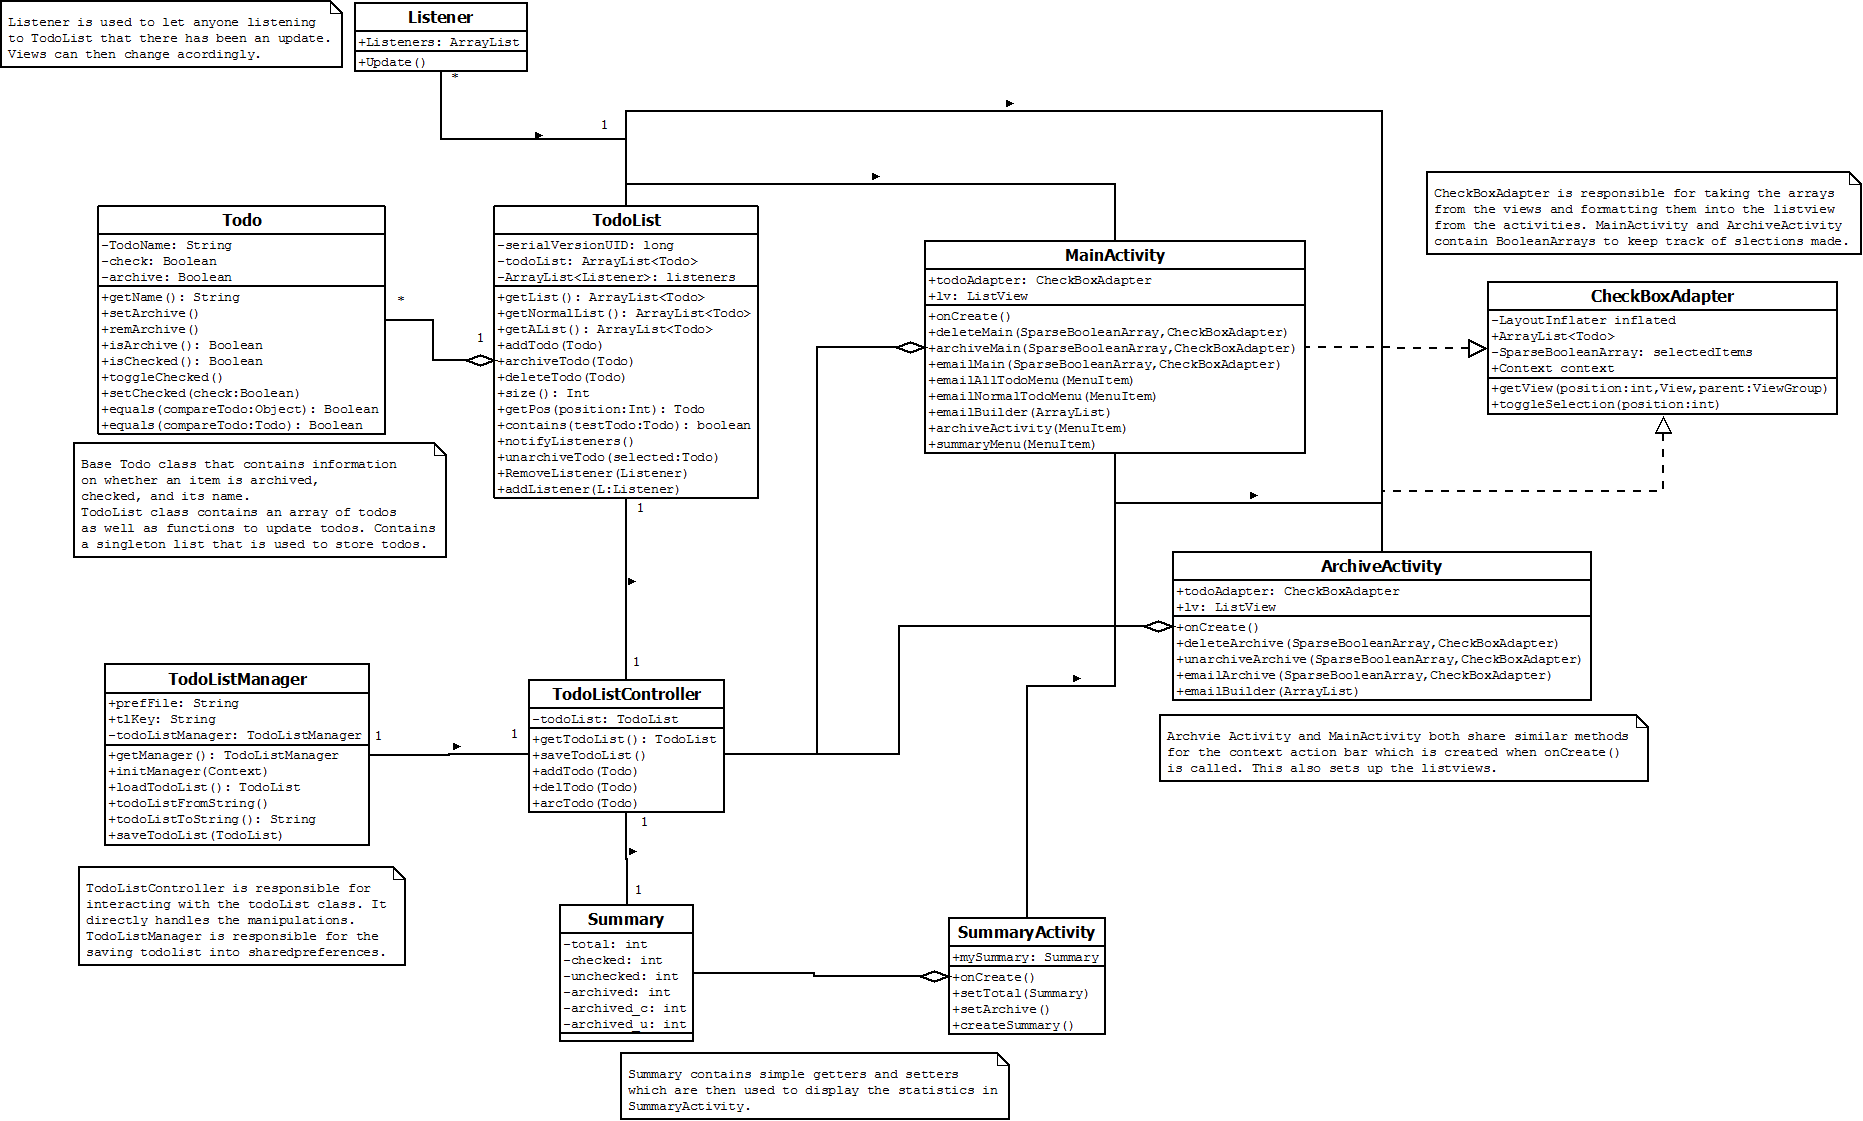 Listener is used to let anyone listening
to TodoList that there has been an update.
Views can then change acordingly.
Listener
+Listeners: ArrayList
+Update()
*
1
Todo
-TodoName: String
-check: Boolean
-archive: Boolean
+getName(): String
+setArchive()
+remArchive()
+isArchive(): Boolean
+isChecked(): Boolean
+toggleChecked()
+setChecked(check:Boolean)
+equals(compareTodo:Object): Boolean
+equals(compareTodo:Todo): Boolean
*
1
TodoList
-serialVersionUID: long
-todoList: ArrayList<Todo>
-ArrayList<Listener>: listeners
+getList(): ArrayList<Todo>
+getNormalList(): ArrayList<Todo>
+getAList(): ArrayList<Todo>
+addTodo(Todo)
+archiveTodo(Todo)
+deleteTodo(Todo)
+size(): Int
+getPos(position:Int): Todo
+contains(testTodo:Todo): boolean
+notifyListeners()
+unarchiveTodo(selected:Todo)
+RemoveListener(Listener)
+addListener(L:Listener)
1
MainActivity
+todoAdapter: CheckBoxAdapter
+lv: ListView
+onCreate()
+deleteMain(SparseBooleanArray,CheckBoxAdapter)
+archiveMain(SparseBooleanArray,CheckBoxAdapter)
+emailMain(SparseBooleanArray,CheckBoxAdapter)
+emailAllTodoMenu(MenuItem)
+emailNormalTodoMenu(MenuItem)
+emailBuilder(ArrayList)
+archiveActivity(MenuItem)
+summaryMenu(MenuItem)
CheckBoxAdapter is responsible for taking the arrays
from the views and formatting them into the listview
from the activities. MainActivity and ArchiveActivity
contain BooleanArrays to keep track of slections made.
CheckBoxAdapter
-LayoutInflater inflated
+ArrayList<Todo>
-SparseBooleanArray: selectedItems
+Context context
+getView(position:int,View,parent:ViewGroup)
+toggleSelection(position:int)
Base Todo class that contains information
on whether an item is archived,
checked, and its name.
TodoList class contains an array of todos
as well as functions to update todos. Contains
a singleton list that is used to store todos.
ArchiveActivity
+todoAdapter: CheckBoxAdapter
+lv: ListView
+onCreate()
+deleteArchive(SparseBooleanArray,CheckBoxAdapter)
+unarchiveArchive(SparseBooleanArray,CheckBoxAdapter)
+emailArchive(SparseBooleanArray,CheckBoxAdapter)
+emailBuilder(ArrayList)
Archvie Activity and MainActivity both share similar methods
for the context action bar which is created when onCreate()
is called. This also sets up the listviews.
TodoListManager
+prefFile: String
+tlKey: String
-todoListManager: TodoListManager
+getManager(): TodoListManager
+initManager(Context)
+loadTodoList(): TodoList
+todoListFromString()
+todoListToString(): String
+saveTodoList(TodoList)
1
1
1
TodoListController
-todoList: TodoList
+getTodoList(): TodoList
+saveTodoList()
+addTodo(Todo)
+delTodo(Todo)
+arcTodo(Todo)
1
TodoListController is responsible for
interacting with the todoList class. It
directly handles the manipulations.
TodoListManager is responsible for the
saving todolist into sharedpreferences.
1
Summary
-total: int
-checked: int
-unchecked: int
-archived: int
-archived_c: int
-archived_u: int
SummaryActivity
+mySummary: Summary
+onCreate()
+setTotal(Summary)
+setArchive()
+createSummary()
Summary contains simple getters and setters
which are then used to display the statistics in
SummaryActivity.